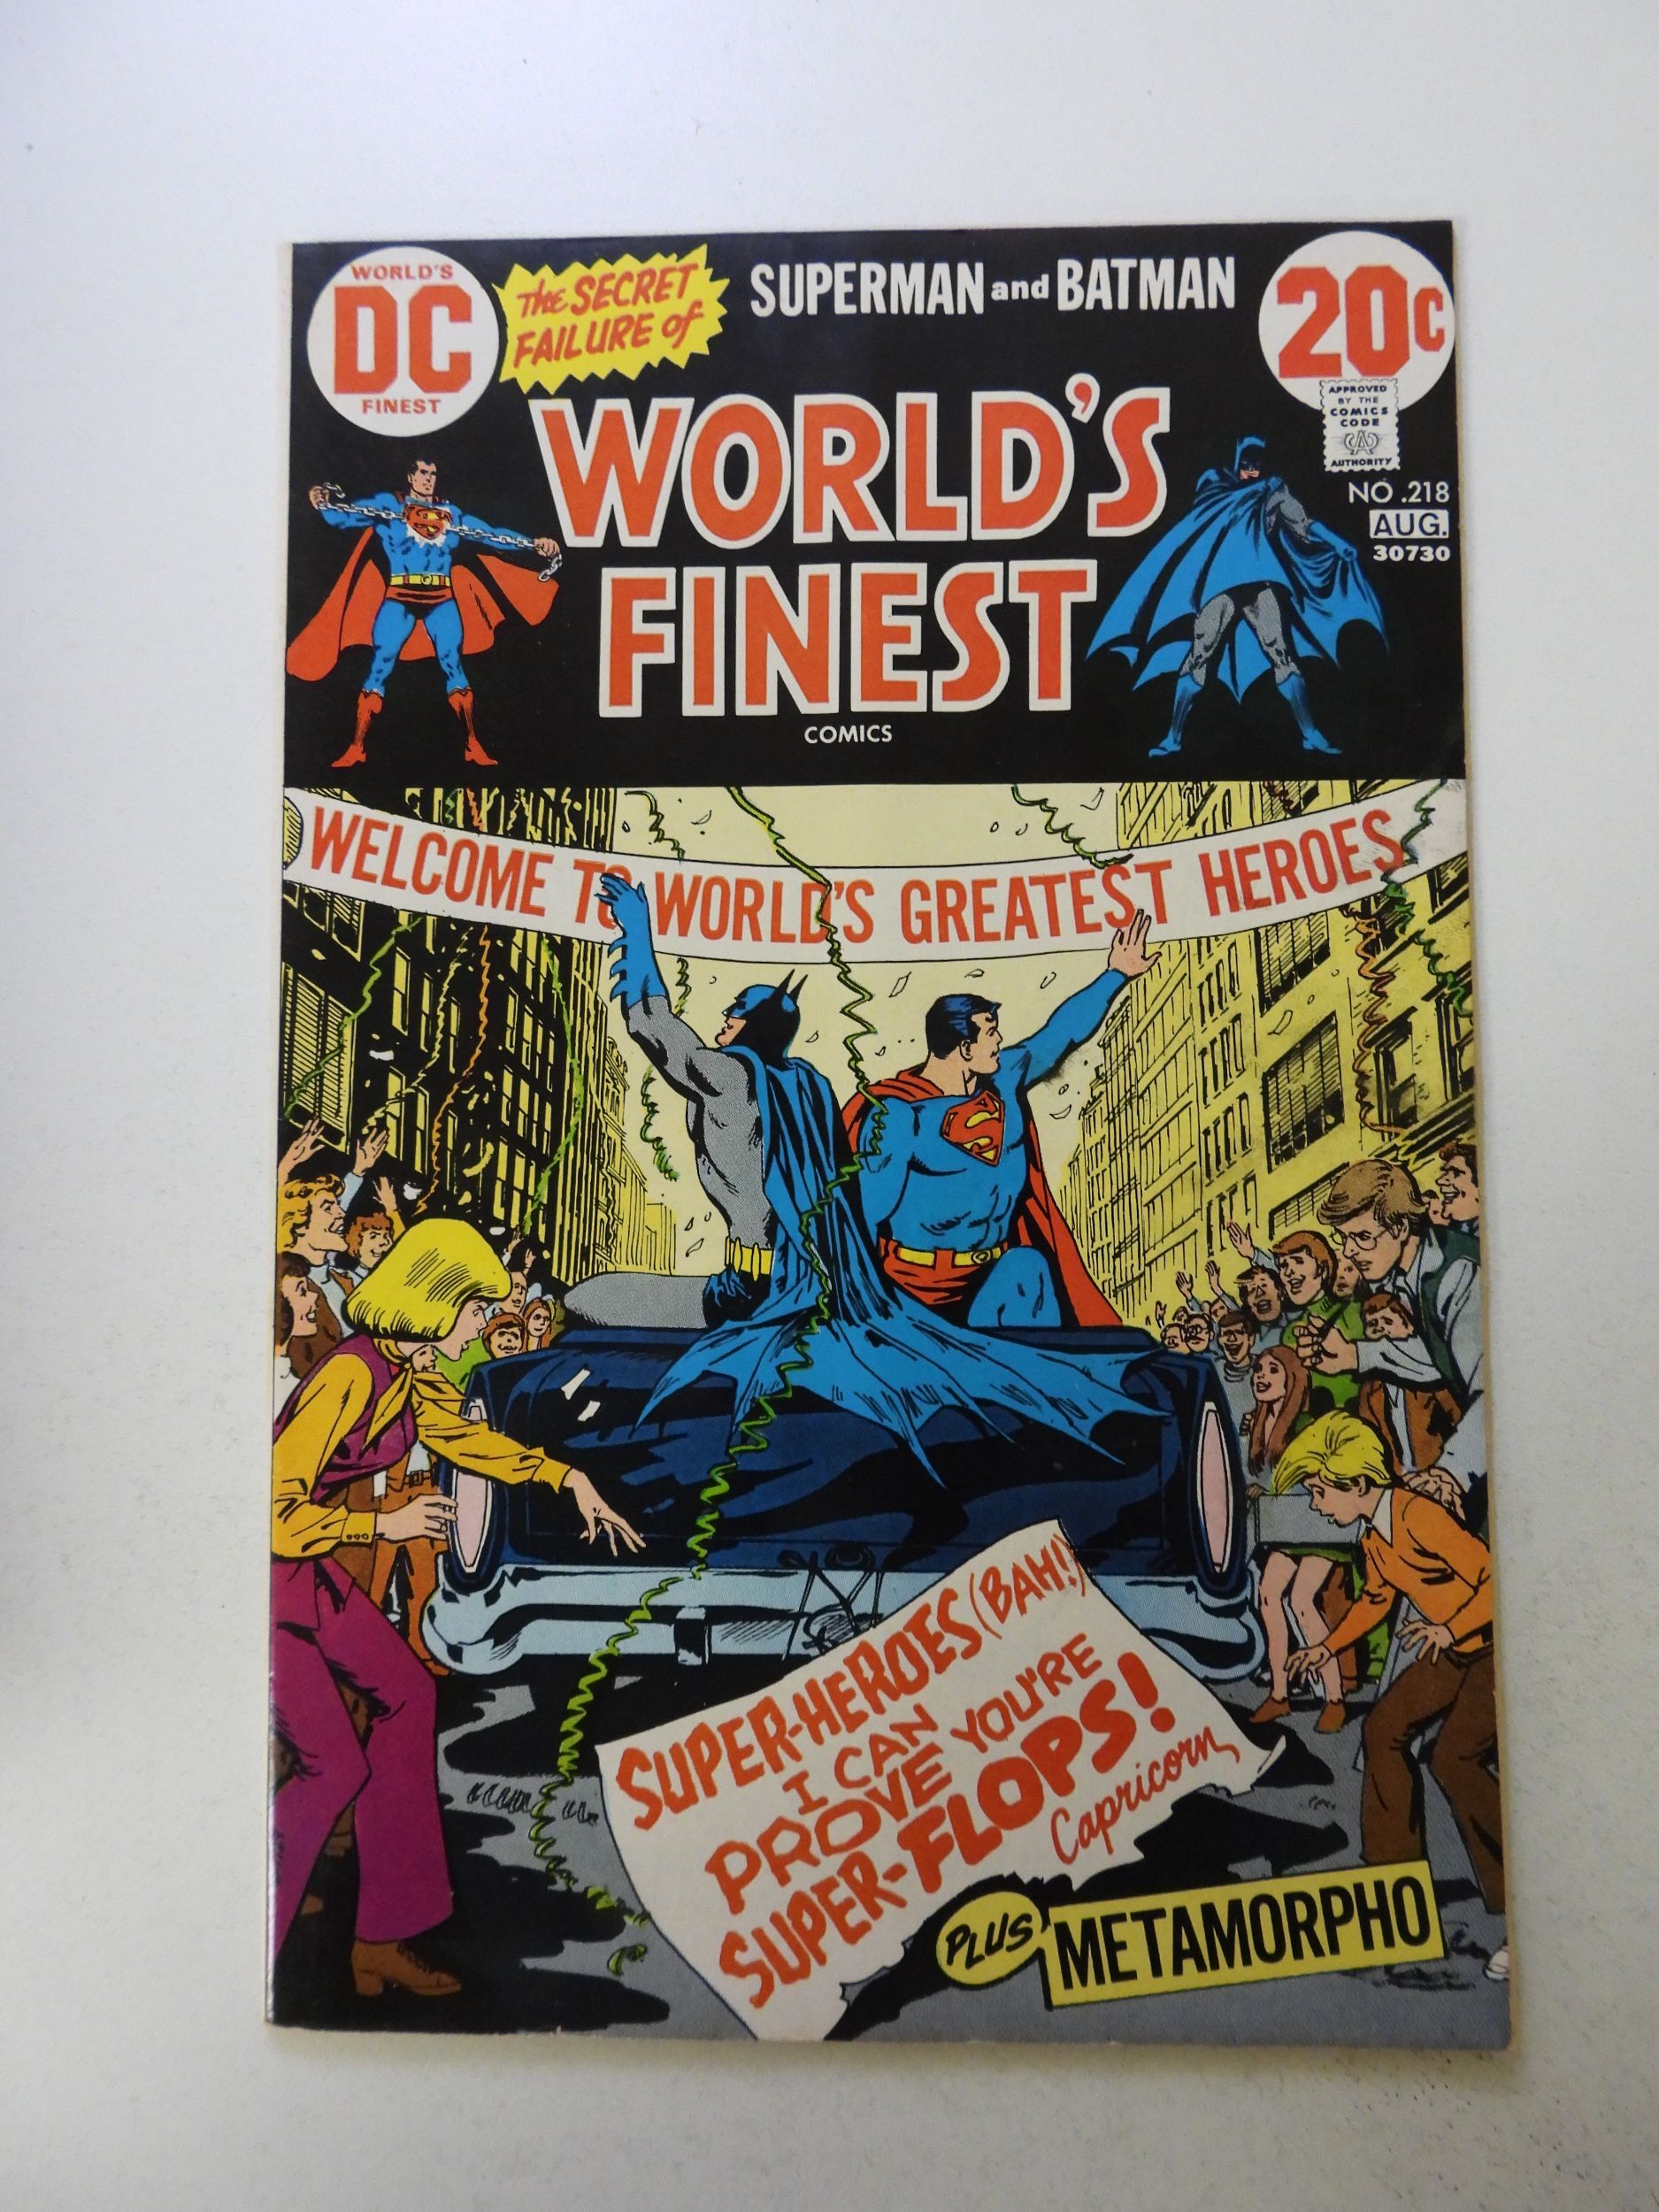 WORLD'S
DC
FINEST
The SECRET
FAILURE of
SUPERMAN and BATMAN
20c
APPROVED
BY THE
COMICS
CODE
CA
AUTHORITY
NO.218
AUG.
30730
WORLD'S
FINEST
COMICS
WELCOME TO WORLD'S GREATEST HEROES
SUPER-HEROES (BAH!)
I CAN
PROVE YOU'RE
SUPER-FLOPS!
Capricorn
PLUS
METAMORPHO